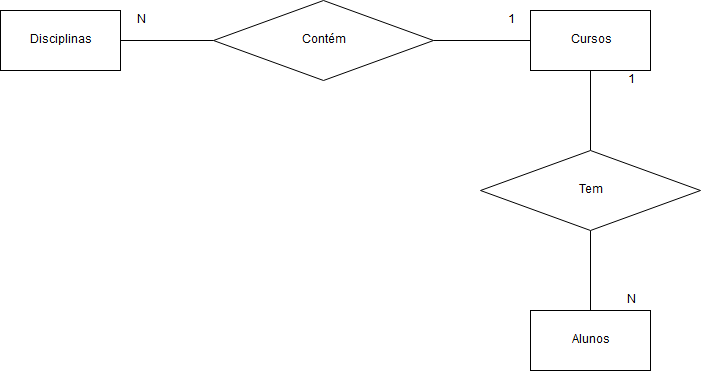 N
1
Disciplinas
Contém
Cursos
1
Tem
N
Alunos